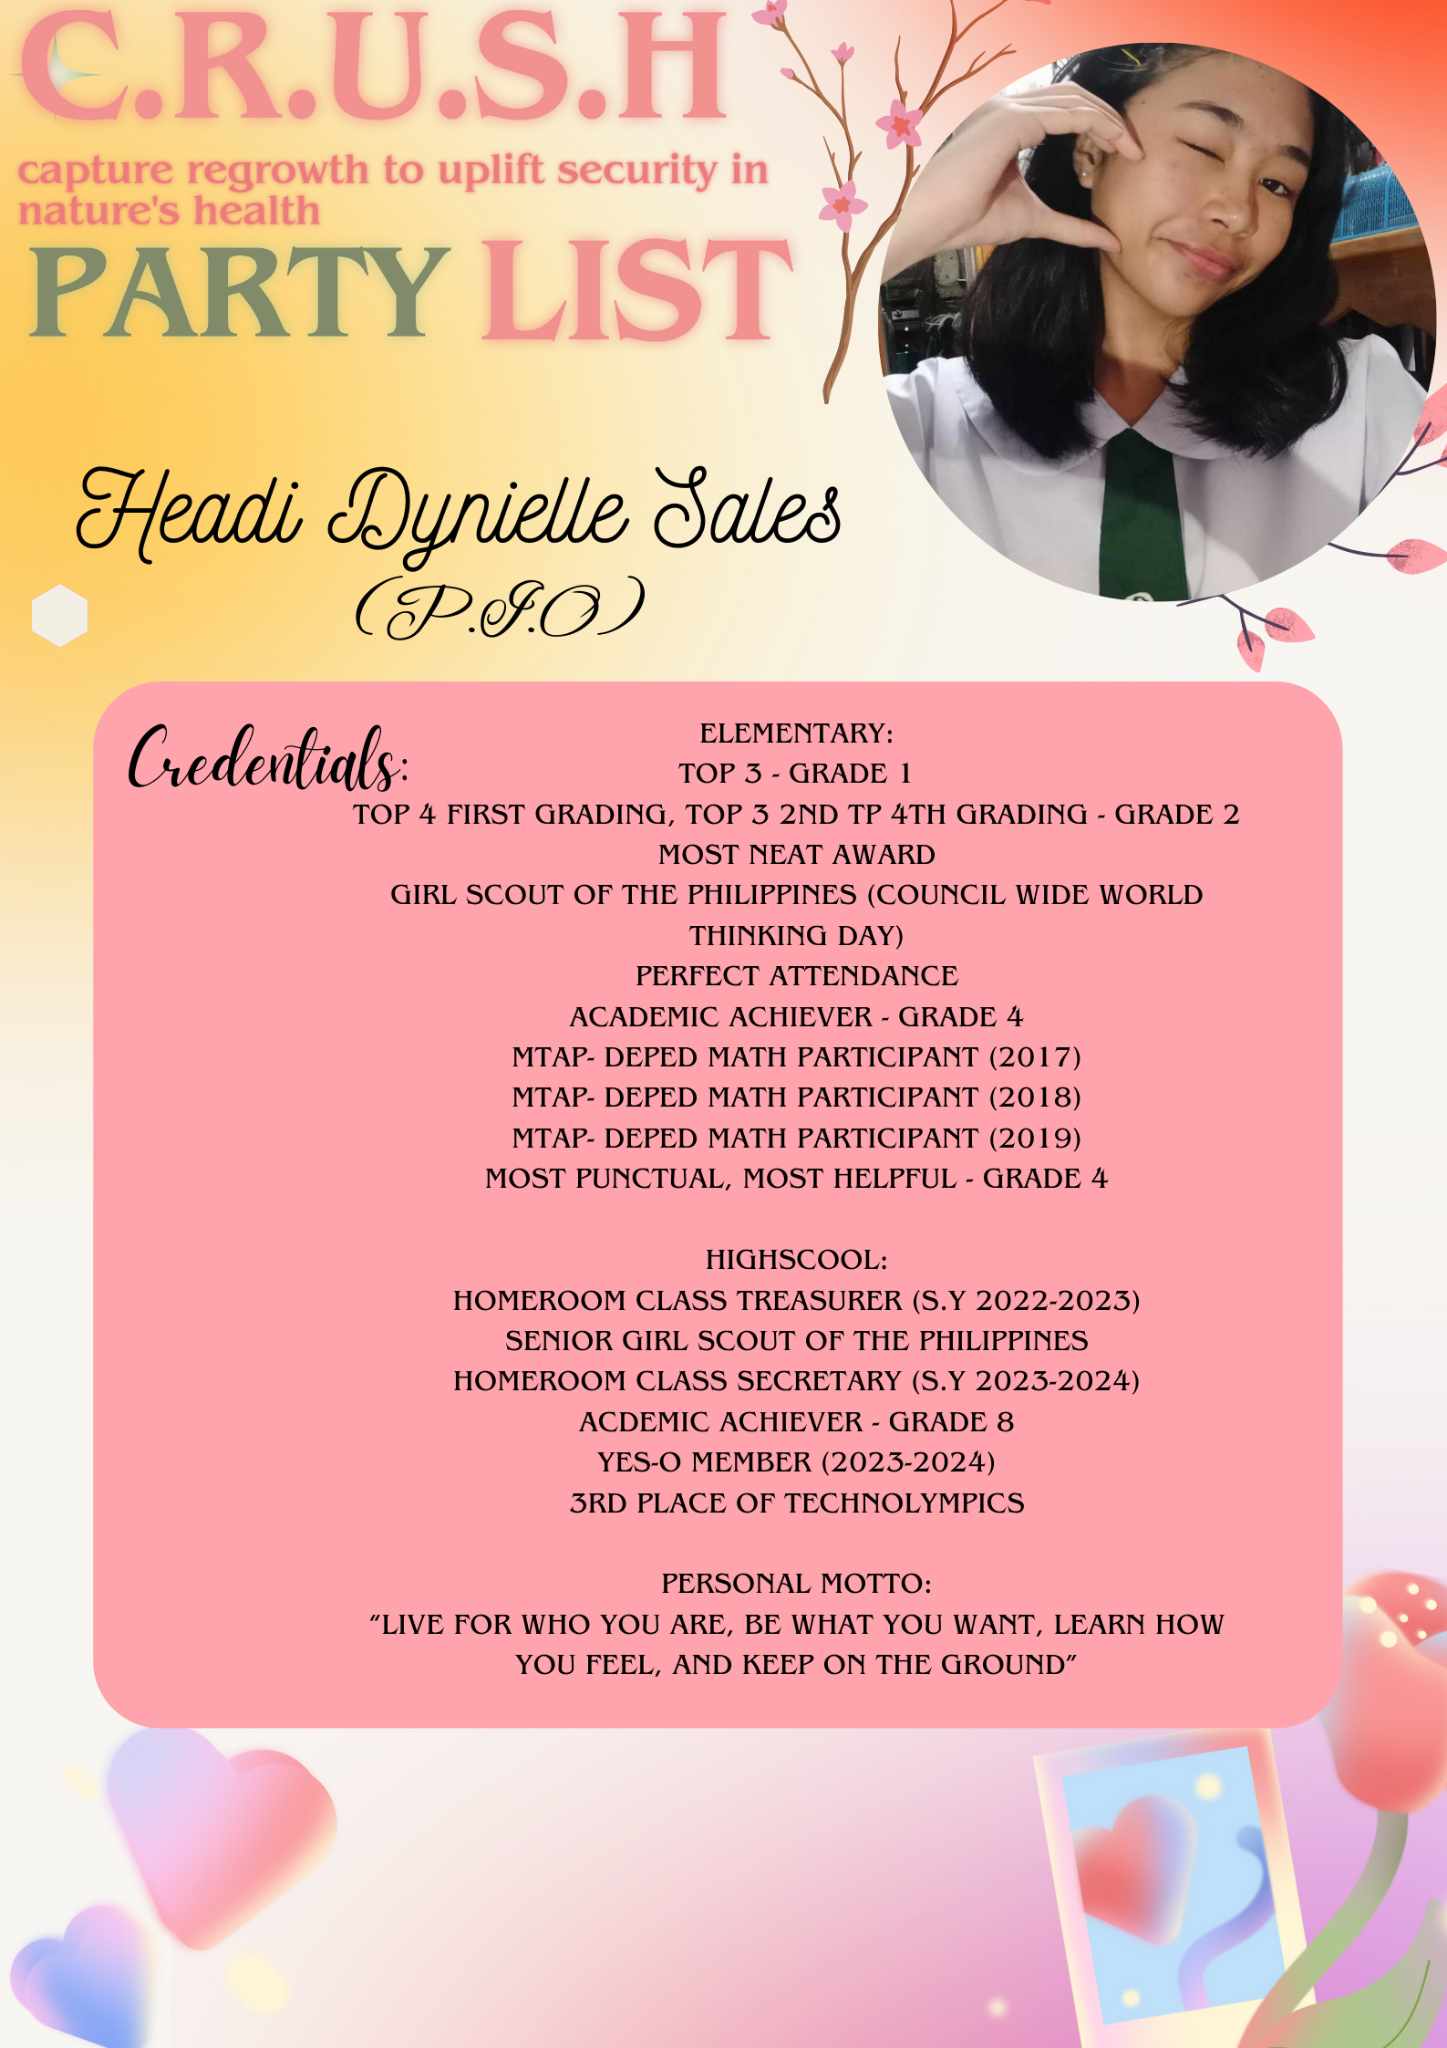 C.R.U.S.H
capture regrowth to uplift security in
nature's health
PARTY LIST
Headi Dynielle Sales
(P.I.O)
Credentials:
ELEMENTARY:
TOP 3 - GRADE 1
TOP 4 FIRST GRADING, TOP 3 2ND TP 4TH GRADING - GRADE 2
MOST NEAT AWARD
GIRL SCOUT OF THE PHILIPPINES (COUNCIL WIDE WORLD
THINKING DAY)
PERFECT ATTENDANCE
ACADEMIC ACHIEVER - GRADE 4
MTAP- DEPED MATH PARTICIPANT (2017)
MTAP- DEPED MATH PARTICIPANT (2018)
MTAP- DEPED MATH PARTICIPANT (2019)
MOST PUNCTUAL, MOST HELPFUL - GRADE 4
HIGHSCOOL:
HOMEROOM CLASS TREASURER (S.Y 2022-2023)
SENIOR GIRL SCOUT OF THE PHILIPPINES
HOMEROOM CLASS SECRETARY (S.Y 2023-2024)
ACDEMIC ACHIEVER - GRADE 8
YES-O MEMBER (2023-2024)
3RD PLACE OF TECHNOLYMPICS
PERSONAL MOTTO:
"LIVE FOR WHO YOU ARE, BE WHAT YOU WANT, LEARN HOW
YOU FEEL, AND KEEP ON THE GROUND"